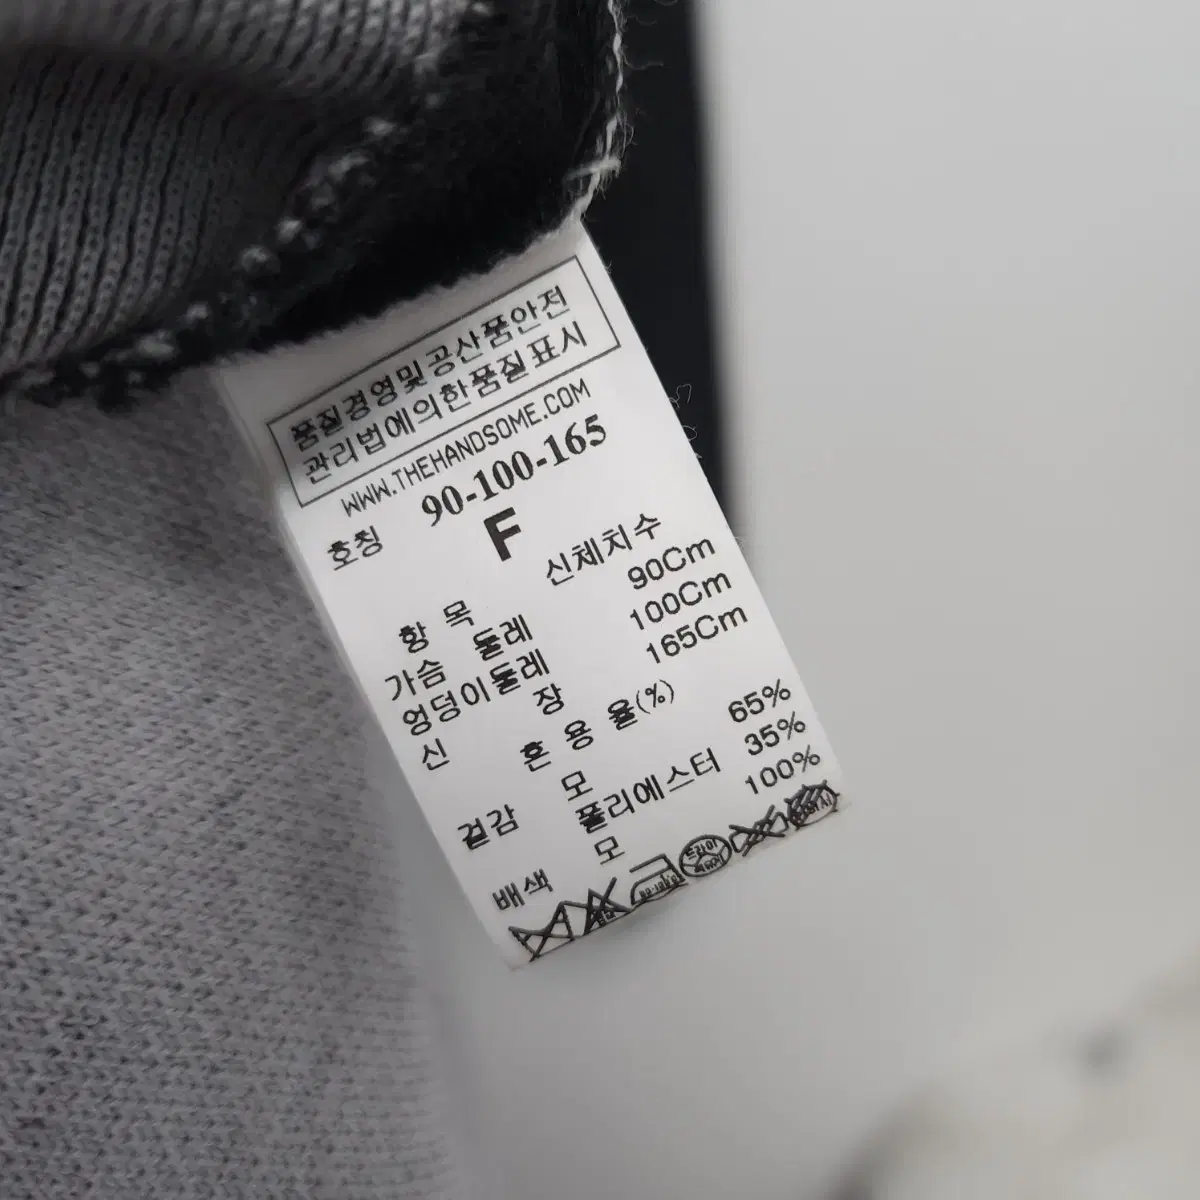 품질경영및공산품안전
관리법에의한품질표시
WWW.THEHANDSOME.COM
호칭 90-100-165
F
항 목 신체치수
가슴 둘레 90Cm
엉덩이둘레 100Cm
신 장 165Cm
혼 용 율(%)
겉감 모 65%
폴리에스터 35%
배색 모 100%
드라이